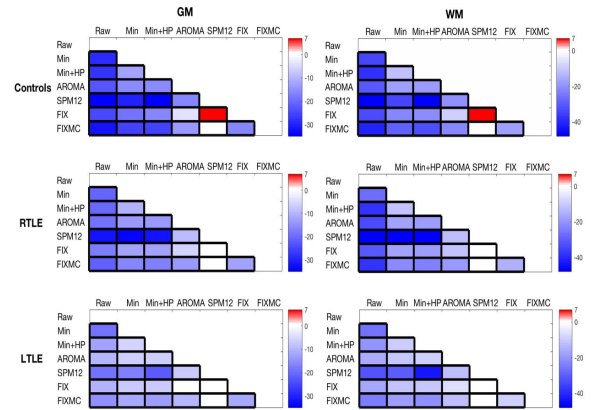 GM WM
Raw Min Min+HP AROMA SPM12 FIX FIXMC Raw Min Min+HP AROMA SPM12 FIX FIXMC
Controls
Raw
Min
Min+HP
AROMA
SPM12
FIX
FIXMC
7
0
-10
-20
-30
Raw
Min
Min+HP
AROMA
SPM12
FIX
FIXMC
7
0
-20
-40
Raw Min Min+HP AROMA SPM12 FIX FIXMC Raw Min Min+HP AROMA SPM12 FIX FIXMC
RTLE
Raw
Min
Min+HP
AROMA
SPM12
FIX
FIXMC
7
0
-10
-20
-30
Raw
Min
Min+HP
AROMA
SPM12
FIX
FIXMC
7
0
-20
-40
Raw Min Min+HP AROMA SPM12 FIX FIXMC Raw Min Min+HP AROMA SPM12 FIX FIXMC
LTLE
Raw
Min
Min+HP
AROMA
SPM12
FIX
FIXMC
7
0
-10
-20
-30
Raw
Min
Min+HP
AROMA
SPM12
FIX
FIXMC
7
0
-20
-40